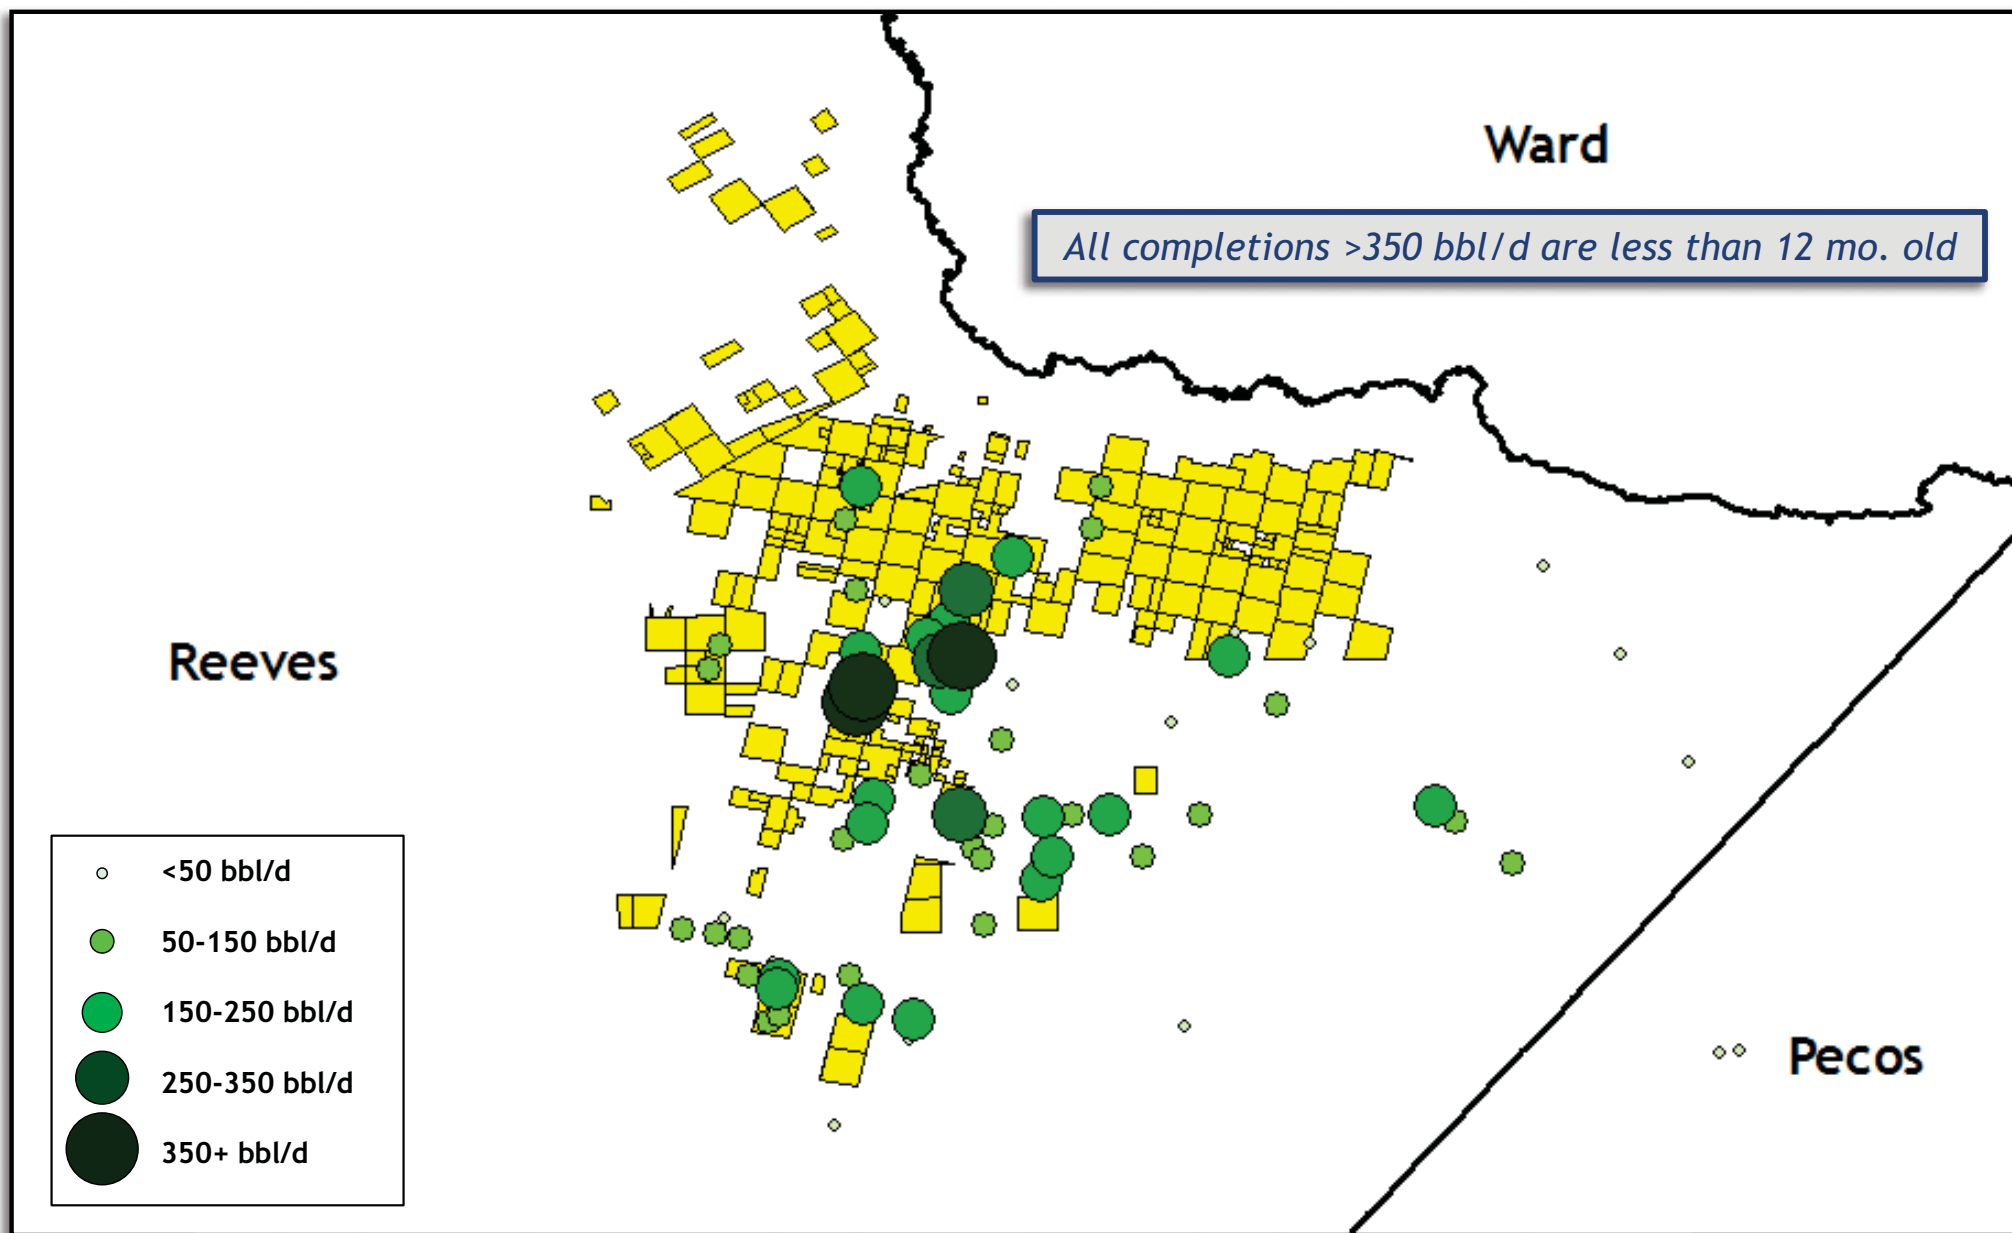 Ward
All completions >350 bbl/d are less than 12 mo. old
Reeves
<50 bbl/d
50-150 bbl/d
150-250 bbl/d
250-350 bbl/d
350+ bbl/d
Pecos